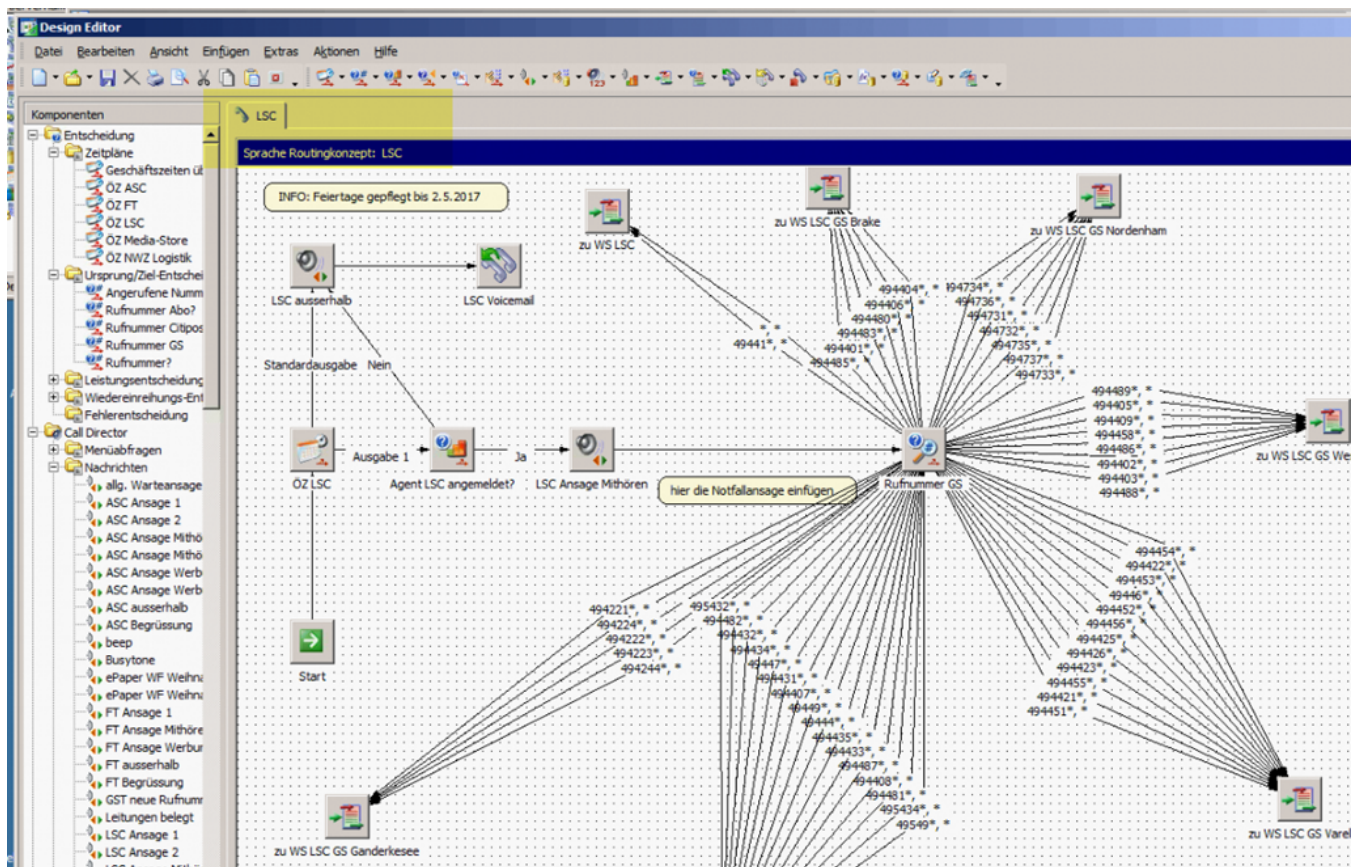 Design Editor
Datei Bearbeiten Ansicht Einfügen Extras Aktionen Hilfe
Komponenten
Entscheidung
Zeitpläne
Geschäftszeiten
ÖZ ASC
ÖZ FT
ÖZ LSC
ÖZ Media-Store
ÖZ NWZ Logistik
Ursprung/Ziel-Entschei
Angerufene Numm
Rufnummer Abo?
Rufnummer Citipos
Rufnummer GS
Rufnummer?
Leistungsentscheidung
Wiedereinreihungs-Ent
Fehlerentscheidung
Call Director
Menüabfragen
Nachrichten
allg. Warteansage
ASC Ansage 1
ASC Ansage 2
ASC Ansage Mithö
ASC Ansage Mithö
ASC Ansage Werb
ASC Ansage Werb
ASC ausserhalb
ASC Begrüssung
beep
Busytone
ePaper WF Weihna
ePaper WF Weihna
FT Ansage 1
FT Ansage Mithöre
FT Ansage Werbur
FT ausserhalb
FT Begrüssung
GST neue Rufnumr
Leitungen belegt
LSC Ansage 1
LSC Ansage 2
LSC
Sprache Routingkonzept: LSC
INFO: Feiertage gepflegt bis 2.5.2017
zu WS LSC
zu WS LSC GS Brake
zu WS LSC GS Nordenham
LSC ausserhalb
LSC Voicemail
*, *
49441*, *
494404*, *
494406*, *
494480*, *
494483*, *
494401*, *
494485*, *
494734*, *
494736*, *
494731*, *
494732*, *
494735*, *
494737*, *
494733*, *
Standardausgabe
Nein
494489*, *
494405*, *
494409*, *
494458*, *
494486*, *
494402*, *
494403*, *
494488*, *
zu WS LSC GS Wes
ÖZ LSC
Ausgabe 1
Agent LSC angemeldet?
Ja
LSC Ansage Mithören
hier die Notfallansage einfügen
Rufnummer GS
494454*, *
494422*, *
494453*, *
49446*, *
494452*, *
494456*, *
494425*, *
494426*, *
494423*, *
494455*, *
494421*, *
494451*, *
494221*, *
494224*, *
494222*, *
494223*, *
494244*, *
495432*, *
494482*, *
494432*, *
494434*, *
49447*, *
494431*, *
494407*, *
49449*, *
49444*, *
494435*, *
494433*, *
494487*, *
494408*, *
494481*, *
495434*, *
49549*, *
Start
zu WS LSC GS Ganderkesee
zu WS LSC GS Varel